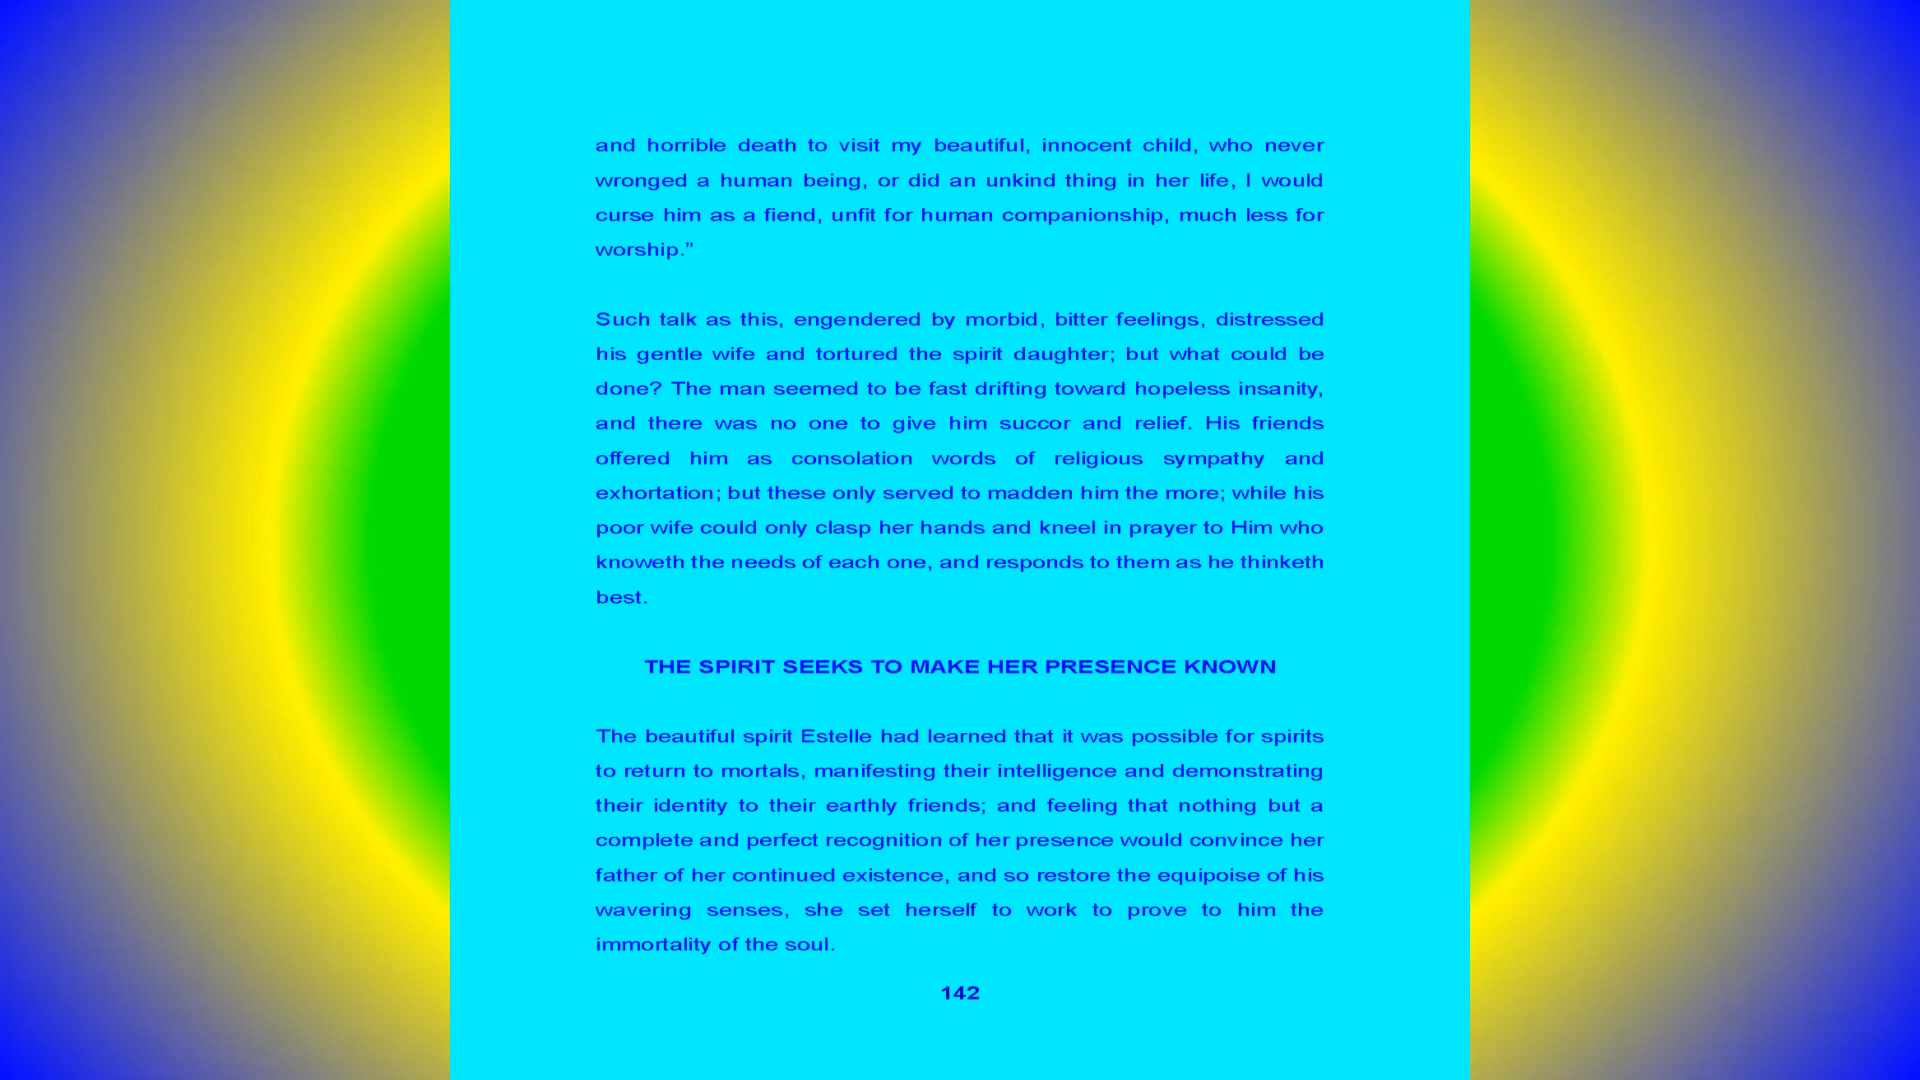 and horrible death to visit my beautiful, innocent child, who never
wronged a human being, or did an unkind thing in her life, I would
curse him as a fiend, unfit for human companionship, much less for
worship.”
Such talk as this, engendered by morbid, bitter feelings, distressed
his gentle wife and tortured the spirit daughter; but what could be
done? The man seemed to be fast drifting toward hopeless insanity,
and there was no one to give him succor and relief. His friends
offered him as consolation words of religious sympathy and
exhortation; but these only served to madden him the more; while his
poor wife could only clasp her hands and kneel in prayer to Him who
knoweth the needs of each one, and responds to them as he thinketh
best.
THE SPIRIT SEEKS TO MAKE HER PRESENCE KNOWN
The beautiful spirit Estelle had learned that it was possible for spirits
to return to mortals, manifesting their intelligence and demonstrating
their identity to their earthly friends; and feeling that nothing but a
complete and perfect recognition of her presence would convince her
father of her continued existence, and so restore the equipoise of his
wavering senses, she set herself to work to prove to him the
immortality of the soul.
142